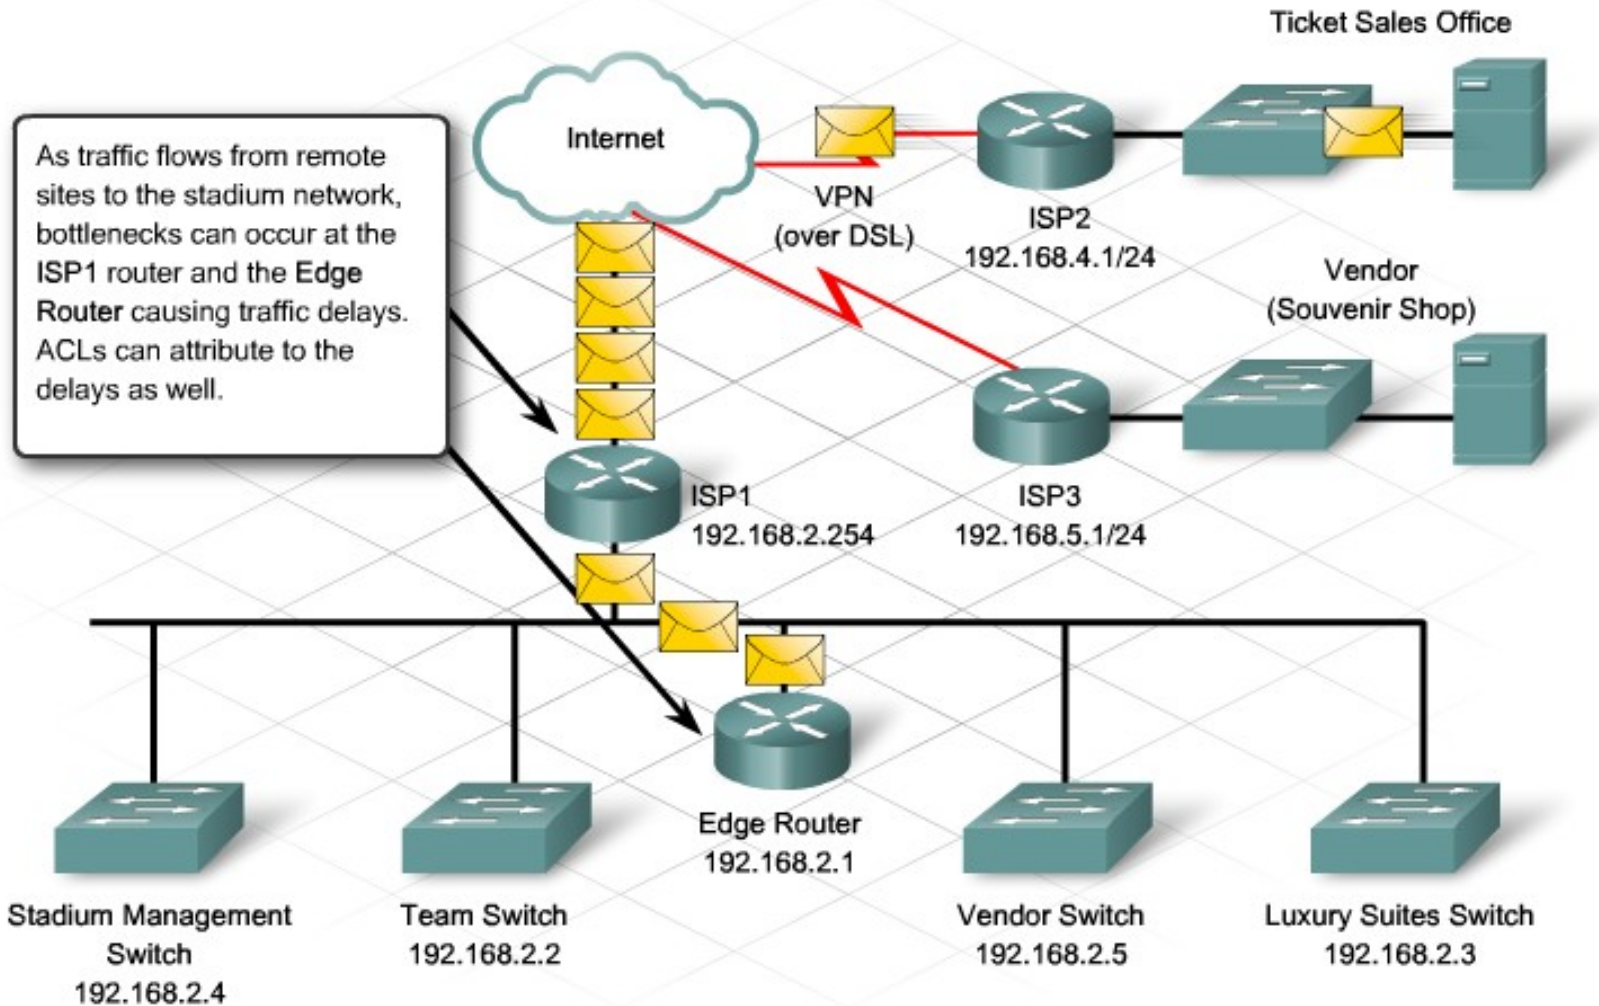 Ticket Sales Office
Internet
As traffic flows from remote
sites to the stadium network,
bottlenecks can occur at the
ISP1 router and the Edge
Router causing traffic delays.
ACLs can attribute to the
delays as well.
VPN
(over DSL)
ISP2
192.168.4.1/24
Vendor
(Souvenir Shop)
ISP1
192.168.2.254
ISP3
192.168.5.1/24
Edge Router
192.168.2.1
Stadium Management
Switch
192.168.2.4
Team Switch
192.168.2.2
Vendor Switch
192.168.2.5
Luxury Suites Switch
192.168.2.3